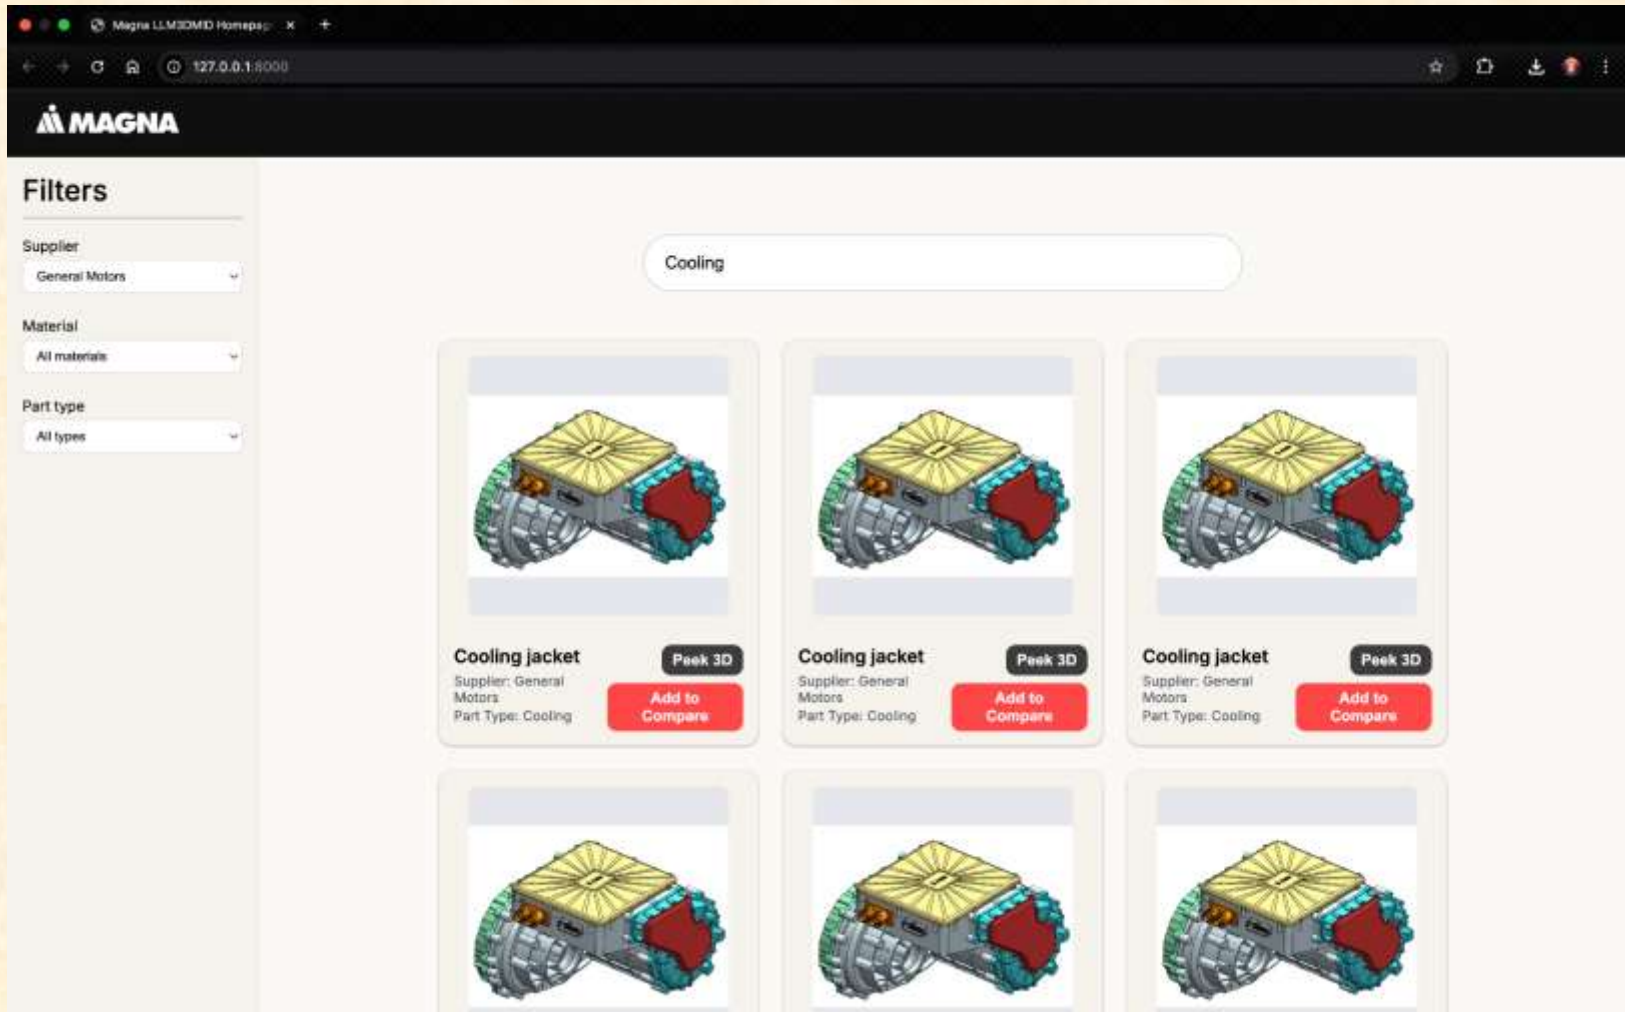 Magna LLM3DMID Homepag
127.0.0.1:8000
MAGNA
Filters
Supplier
General Motors
Material
All materials
Part type
All types
Cooling
Cooling jacket
Peek 3D
Supplier: General
Motors
Part Type: Cooling
Add to
Compare
Cooling jacket
Peek 3D
Supplier: General
Motors
Part Type: Cooling
Add to
Compare
Cooling jacket
Peek 3D
Supplier: General
Motors
Part Type: Cooling
Add to
Compare